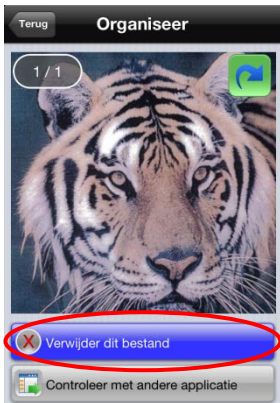 Terug
Organiseer
1 / 1
Verwijder dit bestand
Controleer met andere applicatie